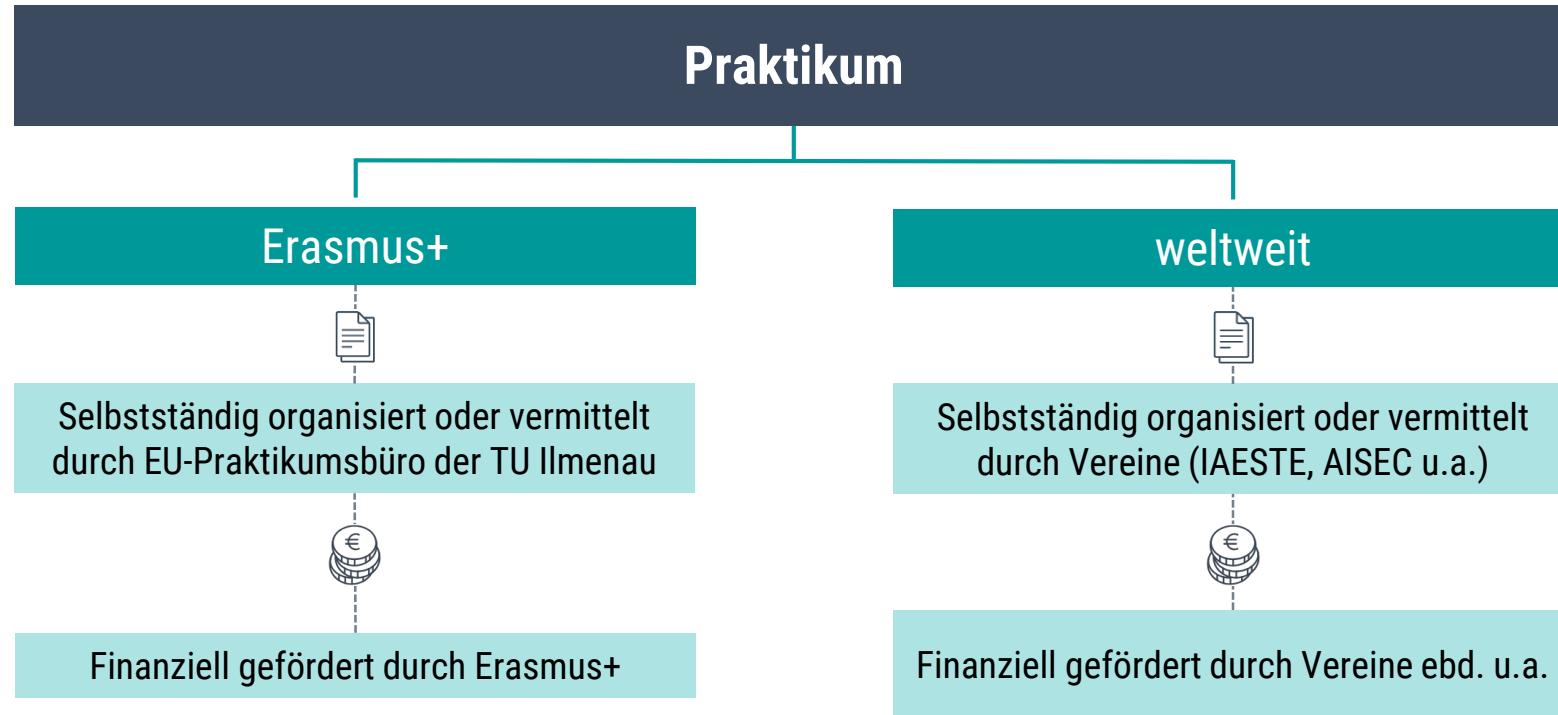 Praktikum
Erasmus+
weltweit
Selbstständig organisiert oder vermittelt
durch EU-Praktikumsbüro der TU Ilmenau
Selbstständig organisiert oder vermittelt
durch Vereine (IAESTE, AISEC u.a.)
€
€
Finanziell gefördert durch Erasmus+
Finanziell gefördert durch Vereine ebd. u.a.